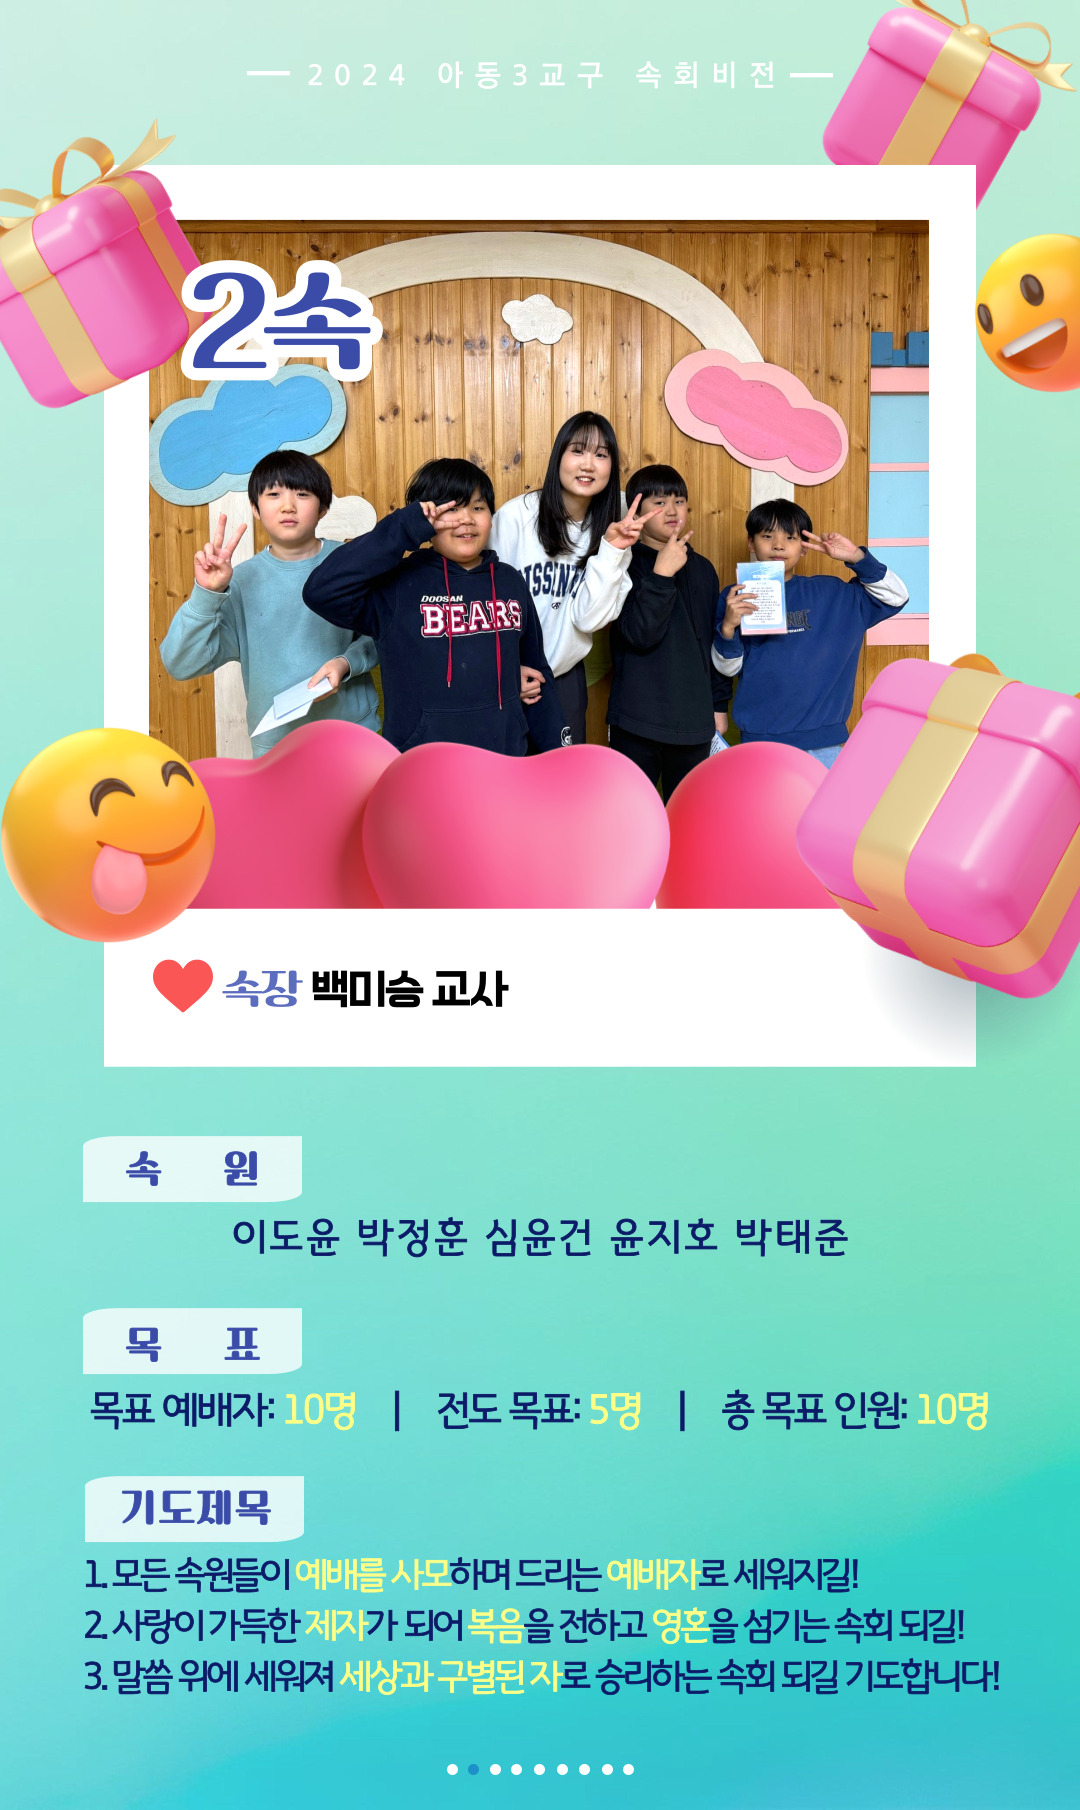 2024 아동3교구 속회비전
2속
DOOSAN
BEARS
속장 백미승 교사
속 원
이도윤 박정훈 심윤건 윤지호 박태준
목 표
목표 예배자: 10명 | 전도 목표: 5명 | 총 목표 인원: 10명
기도제목
1. 모든 속원들이 예배를 사모하며 드리는 예배자로 세워지길!
2. 사랑이 가득한 제자가 되어 복음을 전하고 영혼을 섬기는 속회 되길!
3. 말씀 위에 세워져 세상과 구별된 자로 승리하는 속회 되길 기도합니다!